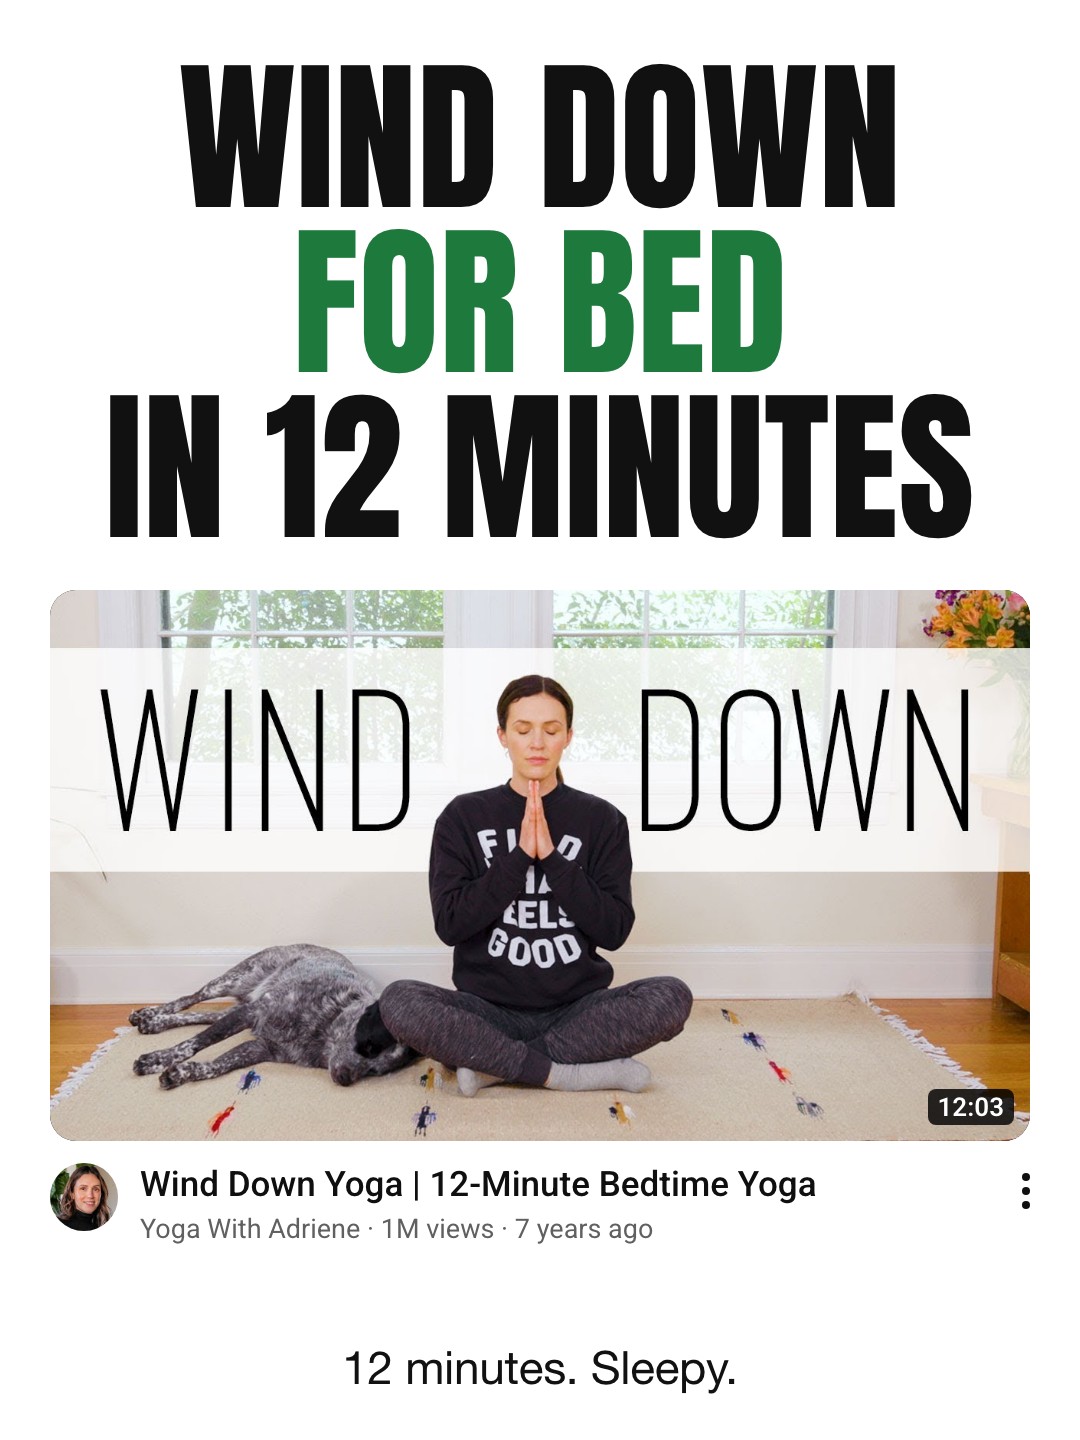 WIND DOWN
FOR BED
IN 12 MINUTES
WIND DOWN
GOOD
12:03
Wind Down Yoga | 12-Minute Bedtime Yoga
Yoga With Adriene · 1M views · 7 years ago
12 minutes. Sleepy.